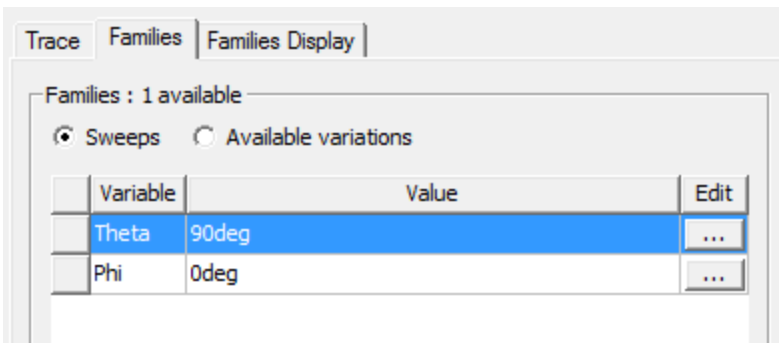 Trace Families Families Display
Families : 1 available
Sweeps Available variations
Variable Value Edit
Theta 90deg ...
Phi 0deg ...